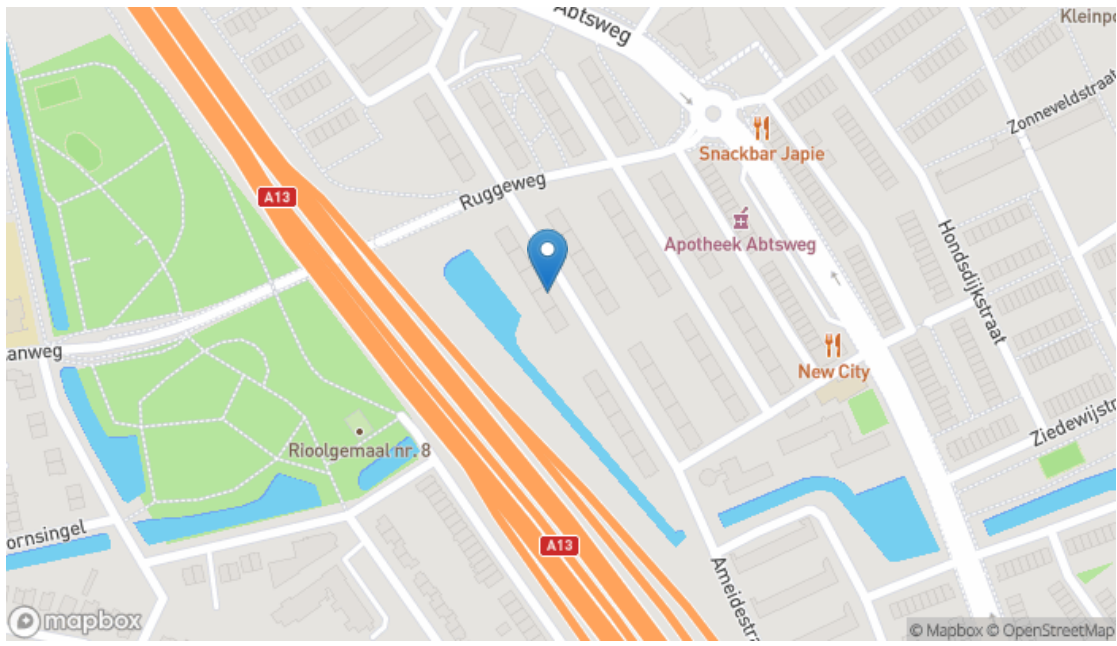 Abtsweg
Kleinpo
Zonneveldstraat
Snackbar Japie
A13
Ruggeweg
Apotheek Abtsweg
Hondsdijkstraat
anweg
New City
Ziedewijstr
Rioolgemaal nr. 8
ornsingel
A13
Ameidestra
mapbox
© Mapbox © OpenStreetMap